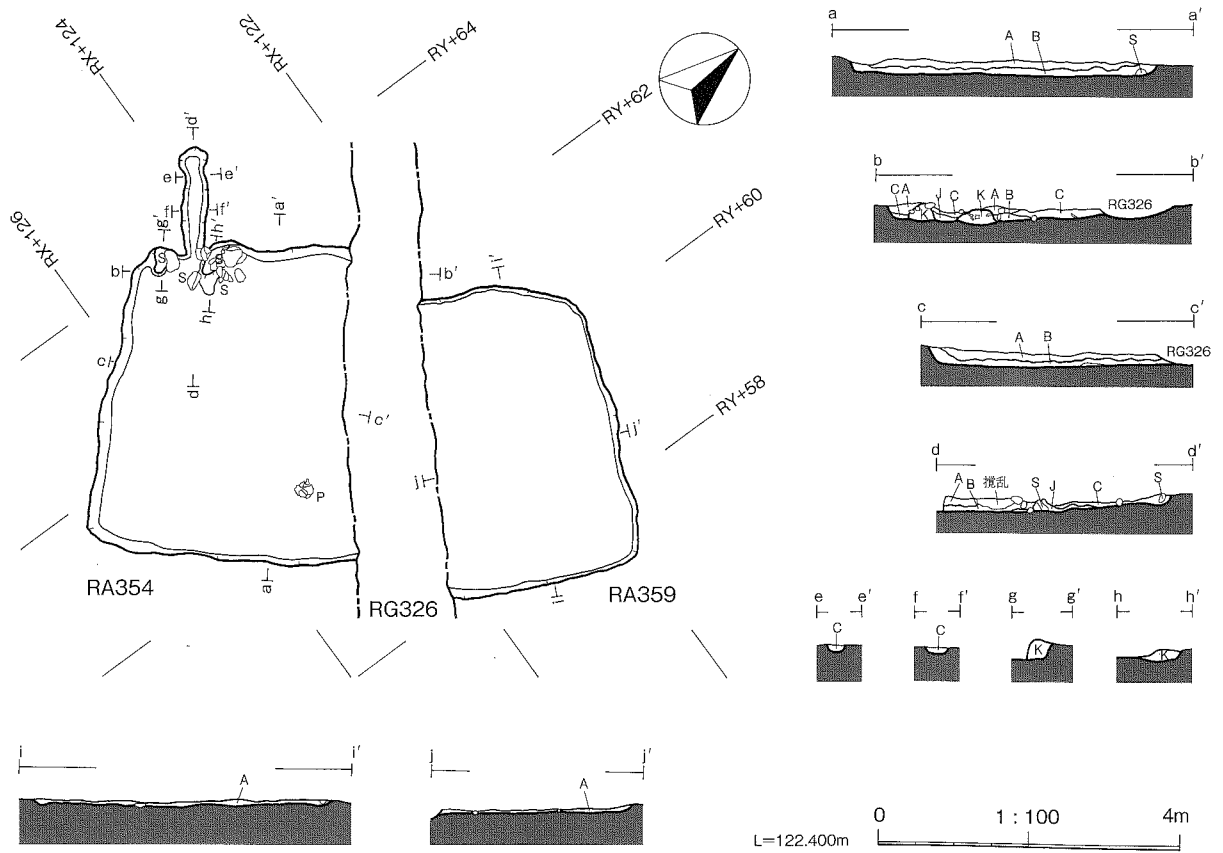 RX+124
RX+122
RY+64
RY+62
RY+60
RY+58
RX+126
d'
e e'
f f'
g' h' a'
b S S S b' i'
g h
c
d
c' j'
j
P
a i
RA354 RG326 RA359
a a'
A B S
b b'
C A K J C K A B C RG326
c c'
A B RG326
d d'
A B 撹乱 S J C S
e e' f f' g g' h h'
C C K K
i i' j j'
A A
0 1:100 4m
L=122.400m